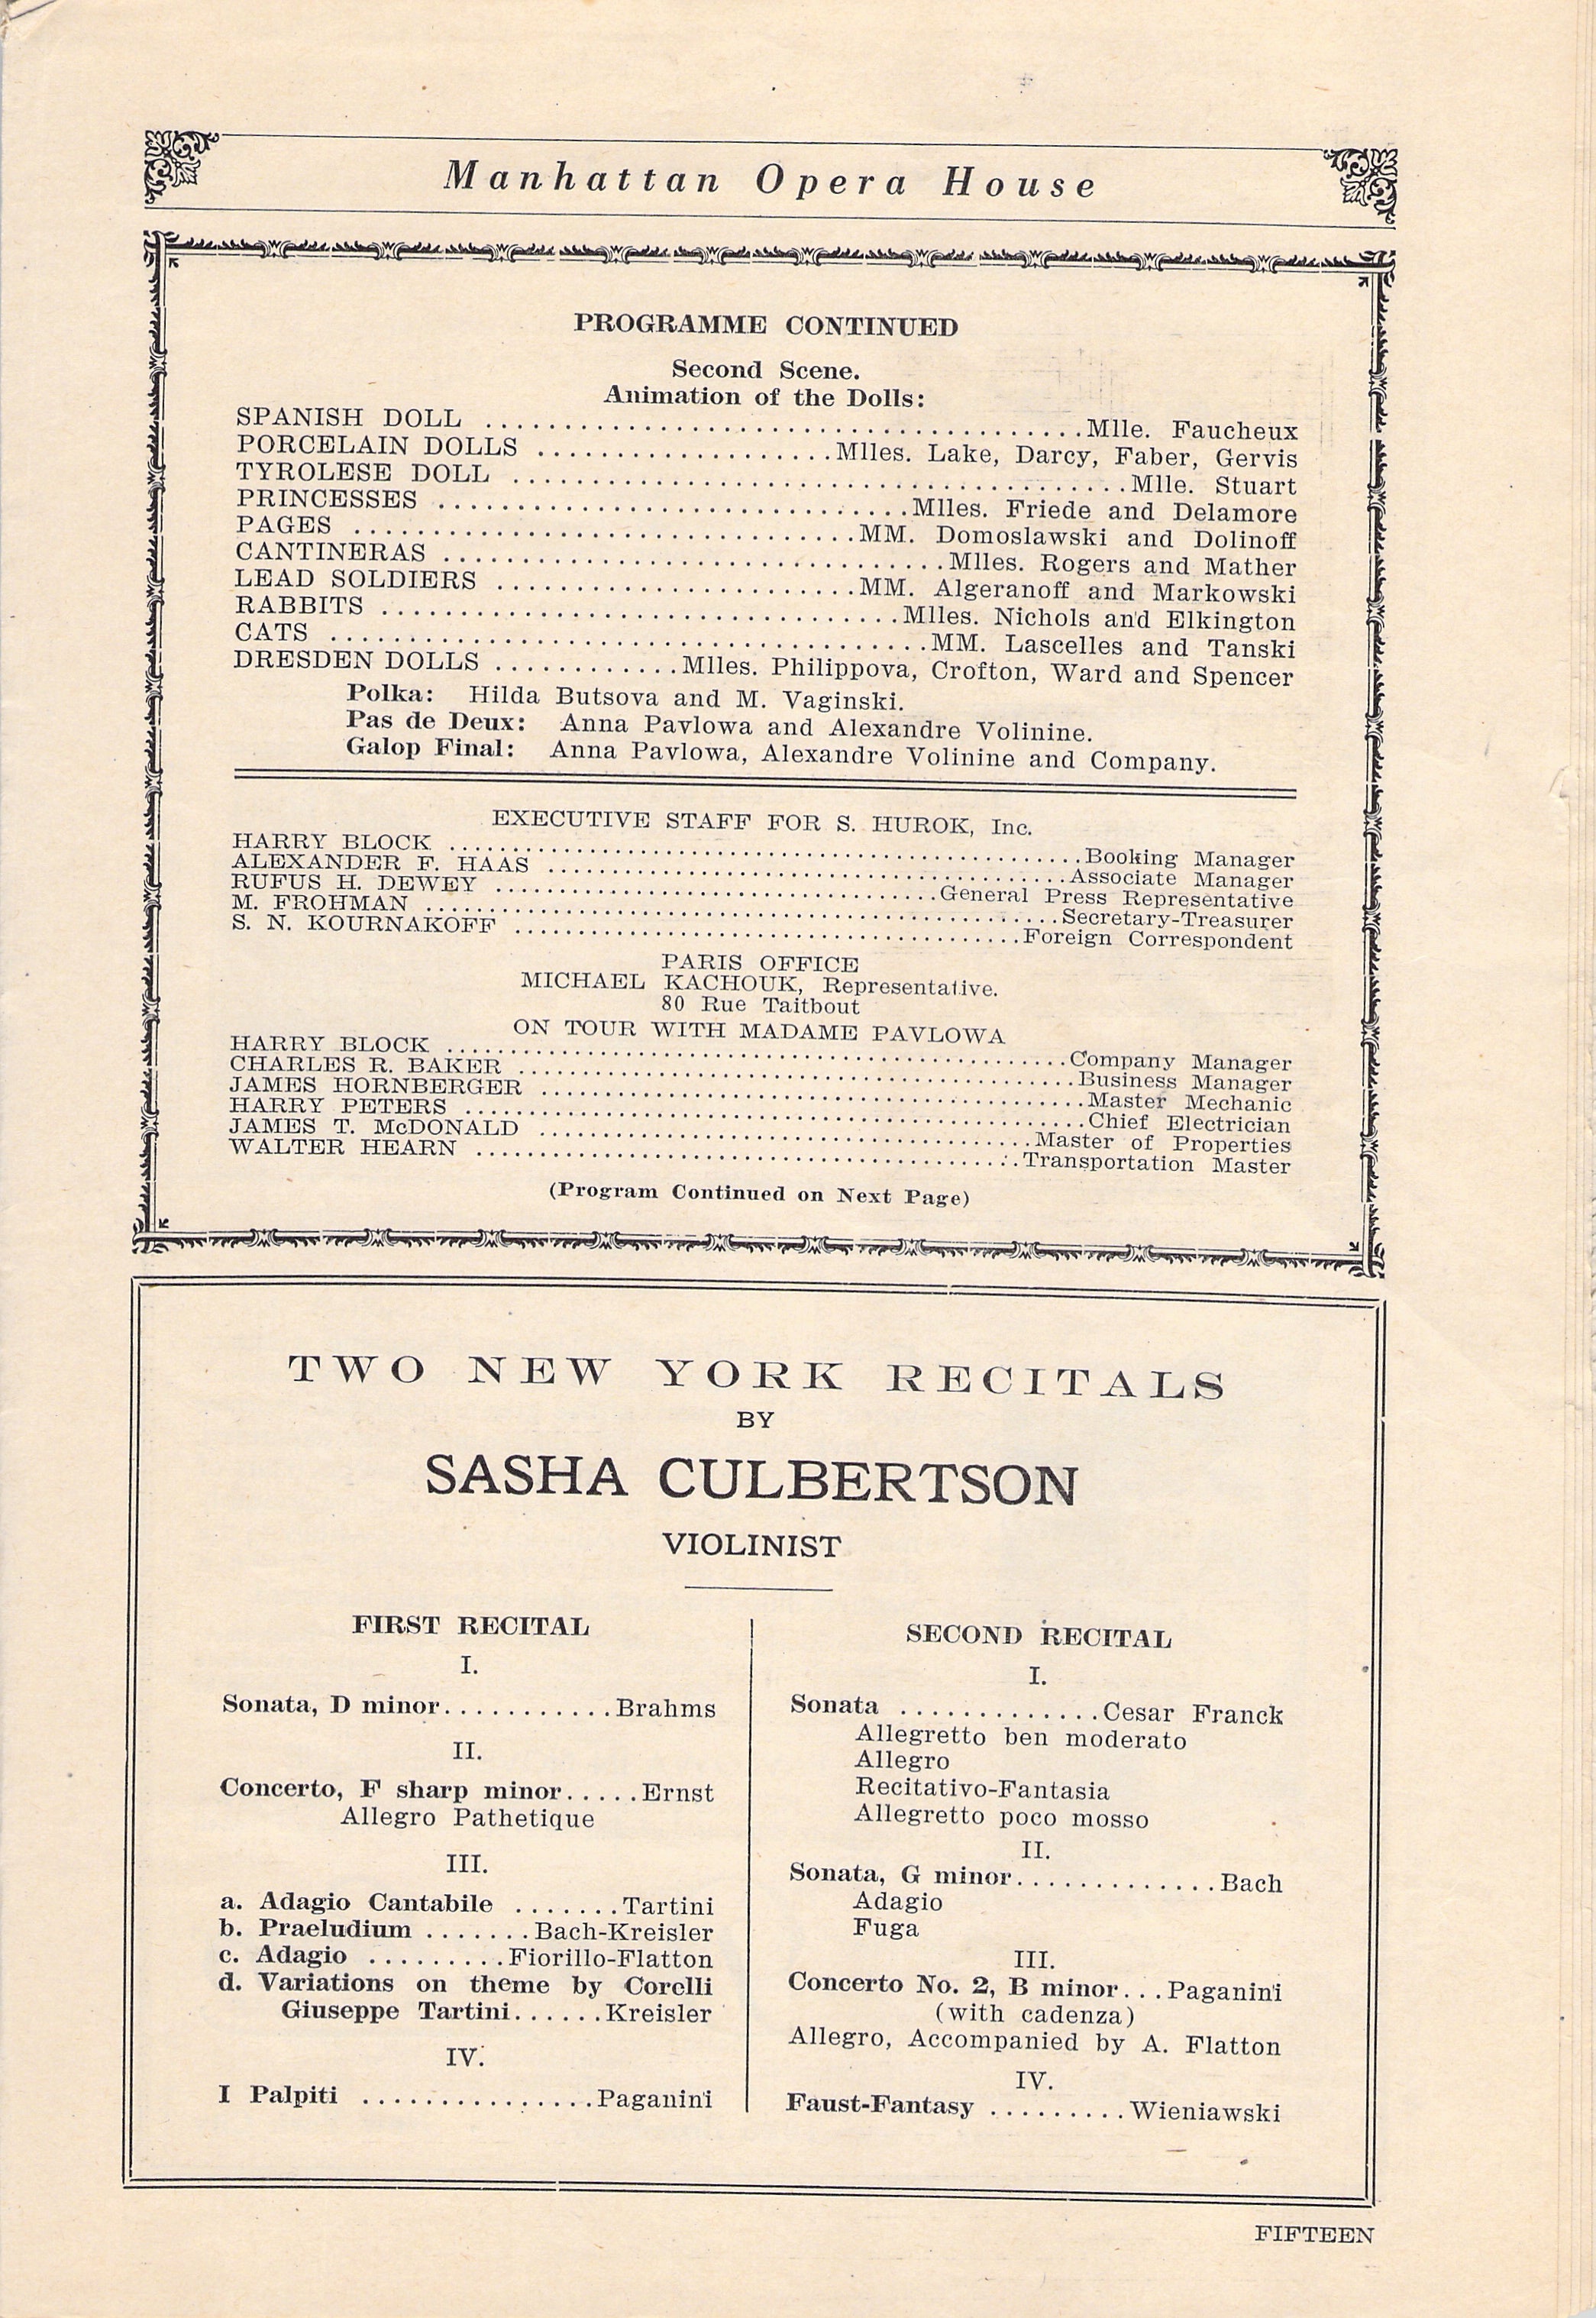 Manhattan Opera House
PROGRAMME CONTINUED
Second Scene.
Animation of the Dolls:
SPANISH DOLL ......................................Mlle. Faucheux
PORCELAIN DOLLS ...................Mlles. Lake, Darcy, Faber, Gervis
TYROLESE DOLL .......................................Mlle. Stuart
PRINCESSES ..............................Mlles. Friede and Delamore
PAGES ................................MM. Domoslawski and Dolinoff
CANTINERAS ................................Mlles. Rogers and Mather
LEAD SOLDIERS .......................MM. Algeranoff and Markowski
RABBITS .................................Mlles. Nichols and Elkington
CATS ......................................MM. Lascelles and Tanski
DRESDEN DOLLS ............Mlles. Philippova, Crofton, Ward and Spencer
Polka: Hilda Butsova and M. Vaginski.
Pas de Deux: Anna Pavlowa and Alexandre Volinine.
Galop Final: Anna Pavlowa, Alexandre Volinine and Company.
EXECUTIVE STAFF FOR S. HUROK, Inc.
HARRY BLOCK ..................................................Booking Manager
ALEXANDER F. HAAS .........................................Associate Manager
RUFUS H. DEWEY ...................................General Press Representative
M. FROHMAN ..................................................Secretary-Treasurer
S. N. KOURNAKOFF ........................................Foreign Correspondent
PARIS OFFICE
MICHAEL KACHOUK, Representative.
80 Rue Taitbout
ON TOUR WITH MADAME PAVLOWA
HARRY BLOCK .................................................Company Manager
CHARLES R. BAKER ............................................Business Manager
JAMES HORNBERGER ...........................................Master Mechanic
HARRY PETERS .................................................Chief Electrician
JAMES T. McDONALD .......................................Master of Properties
WALTER HEARN ...........................................Transportation Master
(Program Continued on Next Page)
TWO NEW YORK RECITALS
BY
SASHA CULBERTSON
VIOLINIST
FIRST RECITAL
I.
Sonata, D minor...........Brahms
II.
Concerto, F sharp minor.....Ernst
Allegro Pathetique
III.
a. Adagio Cantabile .......Tartini
b. Praeludium .......Bach-Kreisler
c. Adagio .........Fiorillo-Flatton
d. Variations on theme by Corelli
Giuseppe Tartini......Kreisler
IV.
I Palpiti ...............Paganini
SECOND RECITAL
I.
Sonata .............Cesar Franck
Allegretto ben moderato
Allegro
Recitativo-Fantasia
Allegretto poco mosso
II.
Sonata, G minor.............Bach
Adagio
Fuga
III.
Concerto No. 2, B minor...Paganini
(with cadenza)
Allegro, Accompanied by A. Flatton
IV.
Faust-Fantasy .........Wieniawski
FIFTEEN